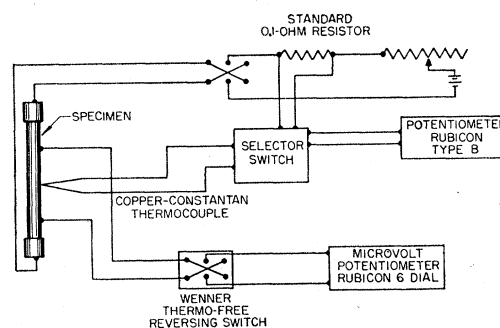 STANDARD
0.1-OHM RESISTOR
SPECIMEN
SELECTOR
SWITCH
POTENTIOMETER
RUBICON
TYPE B
COPPER-CONSTANTAN
THERMOCOUPLE
MICROVOLT
POTENTIOMETER
RUBICON 6 DIAL
WENNER
THERMO-FREE
REVERSING SWITCH